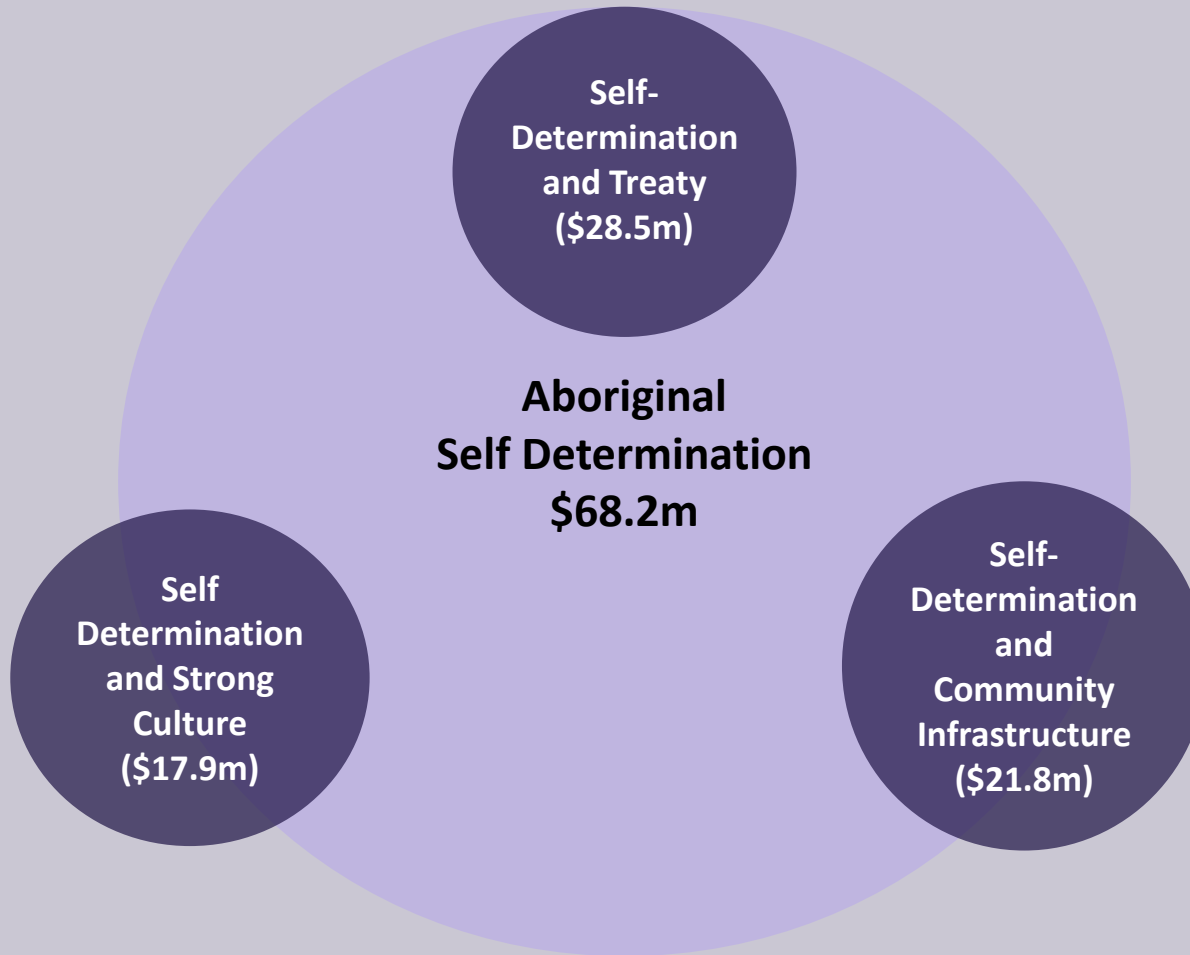 Self-
Determination
and Treaty
($28.5m)
Aboriginal
Self Determination
$68.2m
Self
Determination
and Strong
Culture
($17.9m)
Self-
Determination
and
Community
Infrastructure
($21.8m)